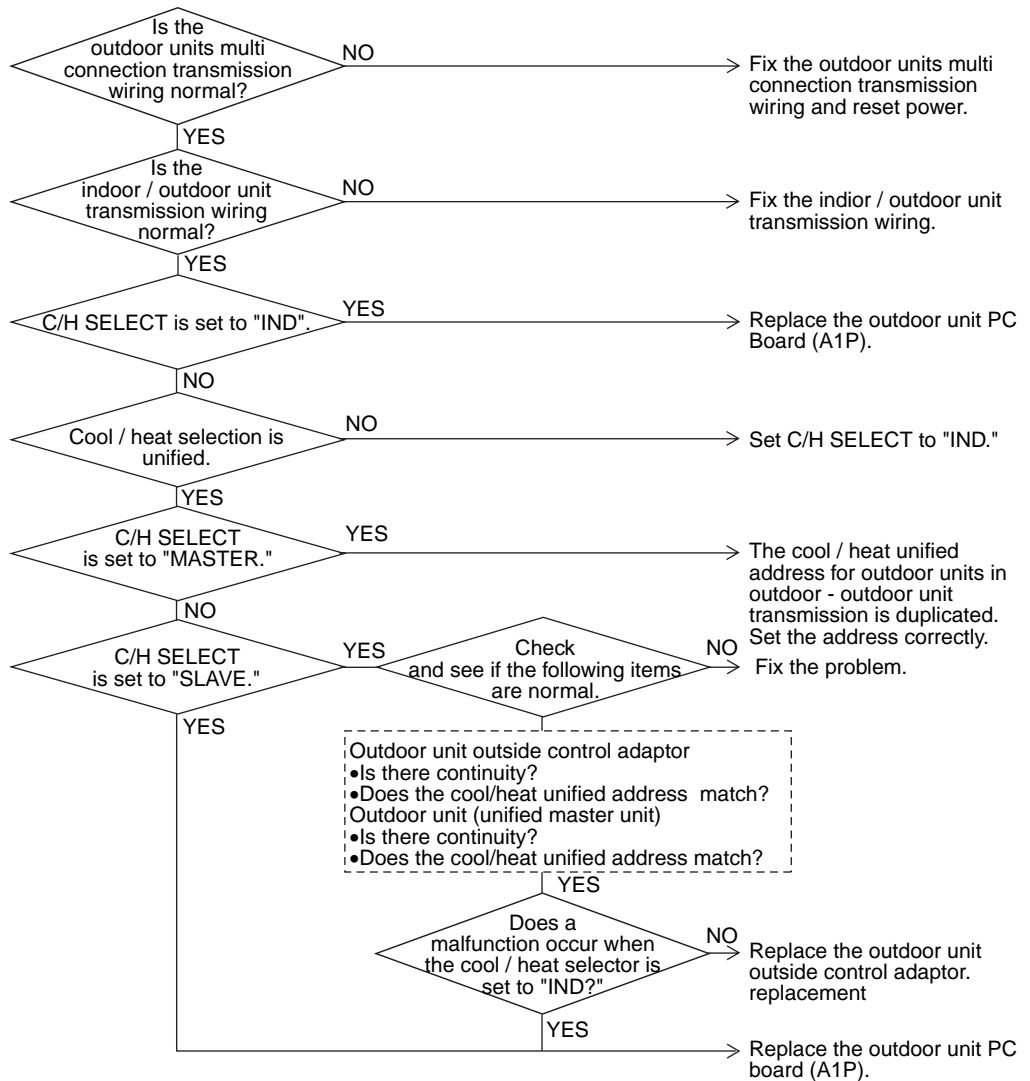 Is the
outdoor units multi
connection transmission
wiring normal?
NO
Fix the outdoor units multi
connection transmission
wiring and reset power.
YES
Is the
indoor / outdoor unit
transmission wiring
normal?
NO
Fix the indior / outdoor unit
transmission wiring.
YES
C/H SELECT is set to "IND".
YES
Replace the outdoor unit PC
Board (A1P).
NO
Cool / heat selection is
unified.
NO
Set C/H SELECT to "IND."
YES
C/H SELECT
is set to "MASTER."
YES
The cool / heat unified
address for outdoor units in
outdoor - outdoor unit
transmission is duplicated.
Set the address correctly.
NO
C/H SELECT
is set to "SLAVE."
YES
Check
and see if the following items
are normal.
NO
Fix the problem.
YES
Outdoor unit outside control adaptor
•Is there continuity?
•Does the cool/heat unified address match?
Outdoor unit (unified master unit)
•Is there continuity?
•Does the cool/heat unified address match?
YES
Does a
malfunction occur when
the cool / heat selector is
set to "IND?"
NO
Replace the outdoor unit
outside control adaptor.
replacement
YES
Replace the outdoor unit PC
board (A1P).